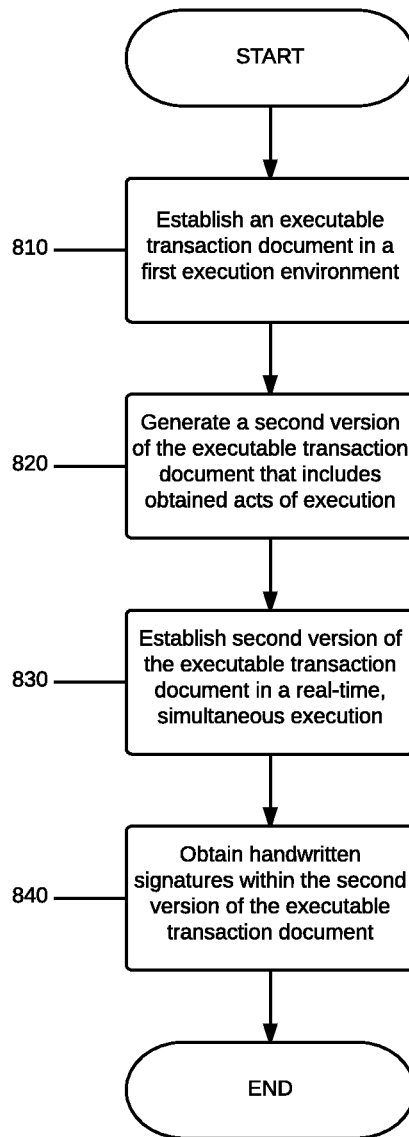 START
810
Establish an executable
transaction document in a
first execution environment
820
Generate a second version
of the executable transaction
document that includes
obtained acts of execution
830
Establish second version of
the executable transaction
document in a real-time,
simultaneous execution
840
Obtain handwritten
signatures within the second
version of the executable
transaction document
END